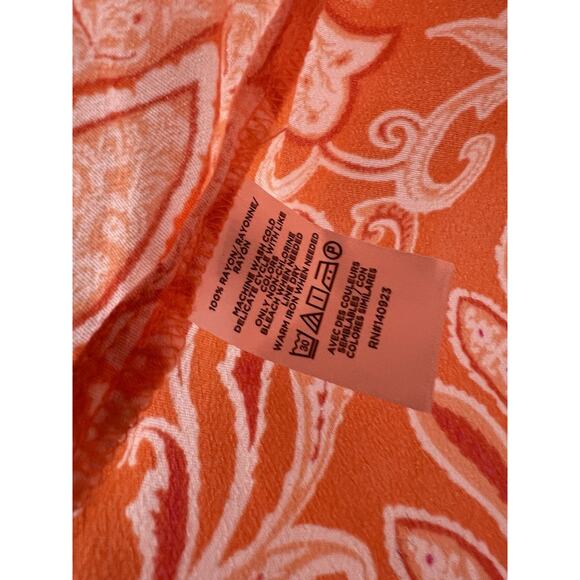 100% RAYON/RAYONNE/
RAYON
MACHINE WASH COLD
DELICATE CYCLE WITH LIKE
COLORS
ONLY NON-CHLORINE
BLEACH WHEN NEEDED
LINE DRY
WARM IRON WHEN NEEDED
30 P
AVEC DES COULEURS
SEMBLABLES/ CON
COLORES SIMILARES
RN#140923